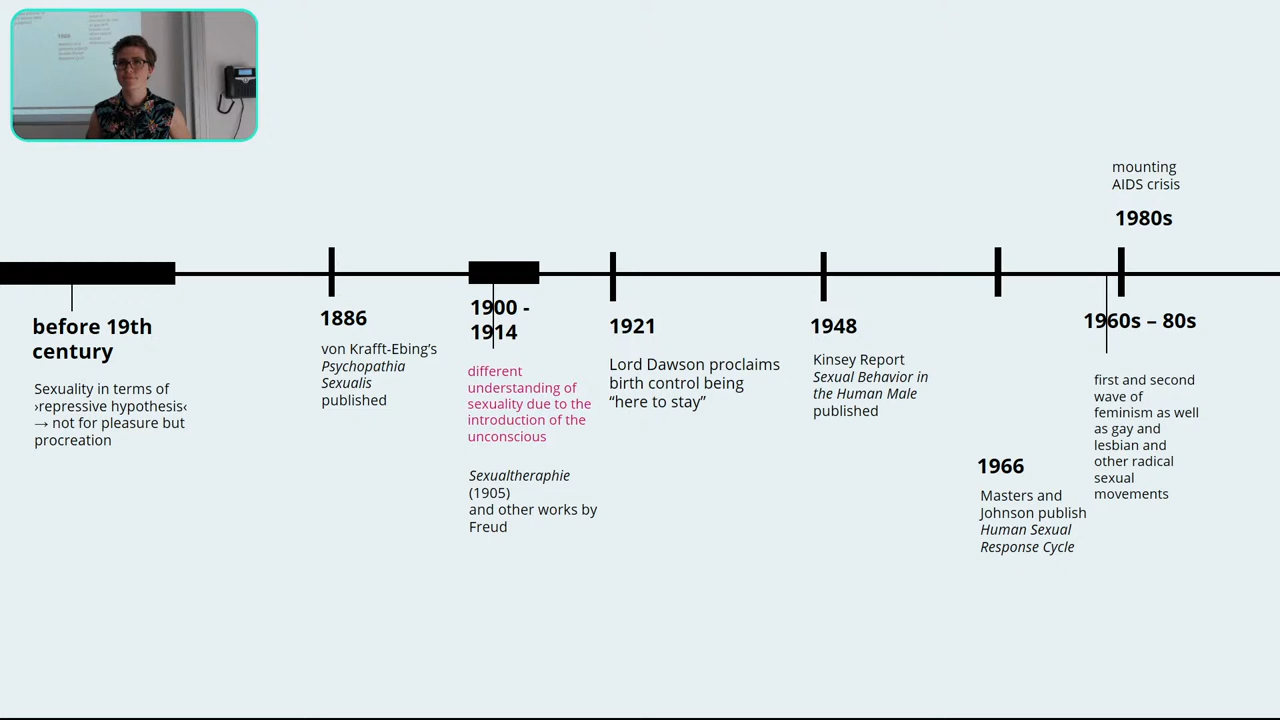 mounting
AIDS crisis
1980s
before 19th
century
Sexuality in terms of
›repressive hypothesis‹
→ not for pleasure but
procreation
1886
von Krafft-Ebing’s
Psychopathia
Sexualis
published
1900 -
1914
different
understanding of
sexuality due to the
introduction of the
unconscious
Sexualtheraphie
(1905)
and other works by
Freud
1921
Lord Dawson proclaims
birth control being
“here to stay”
1948
Kinsey Report
Sexual Behavior in
the Human Male
published
1966
Masters and
Johnson publish
Human Sexual
Response Cycle
1960s – 80s
first and second
wave of
feminism as well
as gay and
lesbian and
other radical
sexual
movements